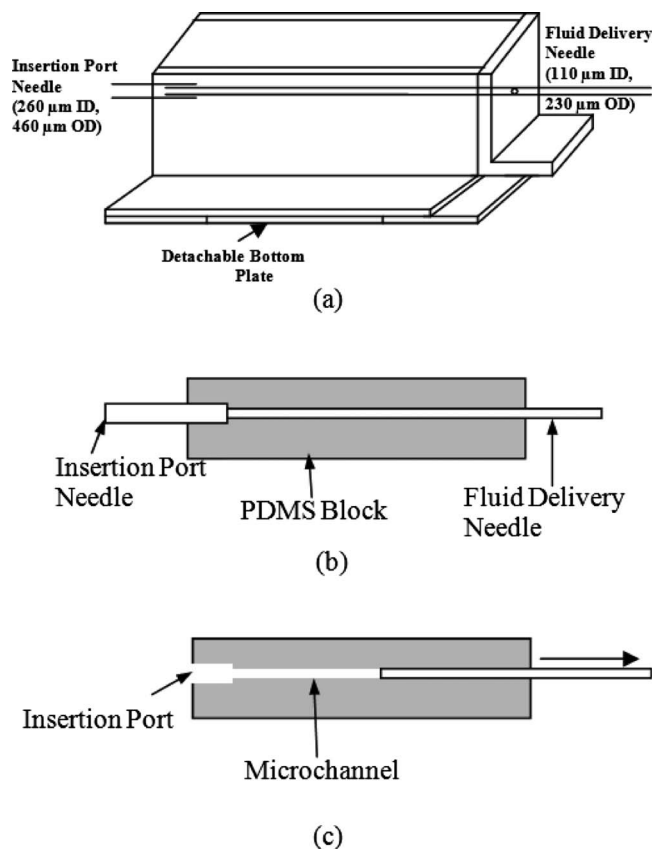 Insertion Port
Needle
(260 µm ID,
460 µm OD)
Fluid Delivery
Needle
(110 µm ID,
230 µm OD)
Detachable Bottom
Plate
(a)
Insertion Port
Needle
PDMS Block
Fluid Delivery
Needle
(b)
Insertion Port
Microchannel
(c)